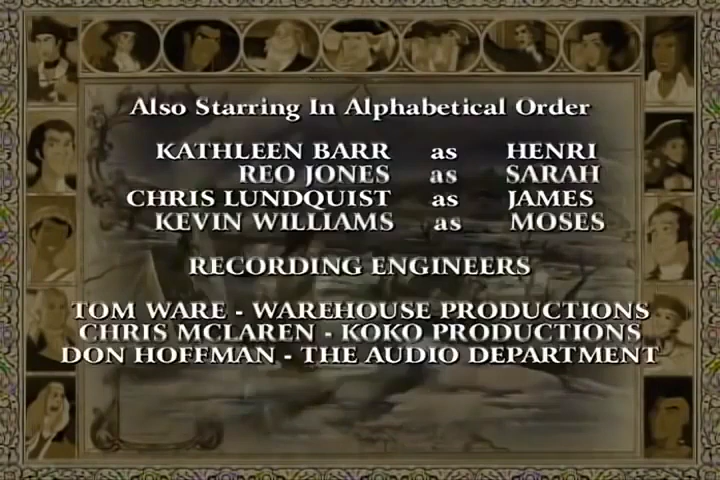 Also Starring In Alphabetical Order
KATHLEEN BARR as HENRI
REO JONES as SARAH
CHRIS LUNDQUIST as JAMES
KEVIN WILLIAMS as MOSES
RECORDING ENGINEERS
TOM WARE - WAREHOUSE PRODUCTIONS
CHRIS MCLAREN - KOKO PRODUCTIONS
DON HOFFMAN - THE AUDIO DEPARTMENT